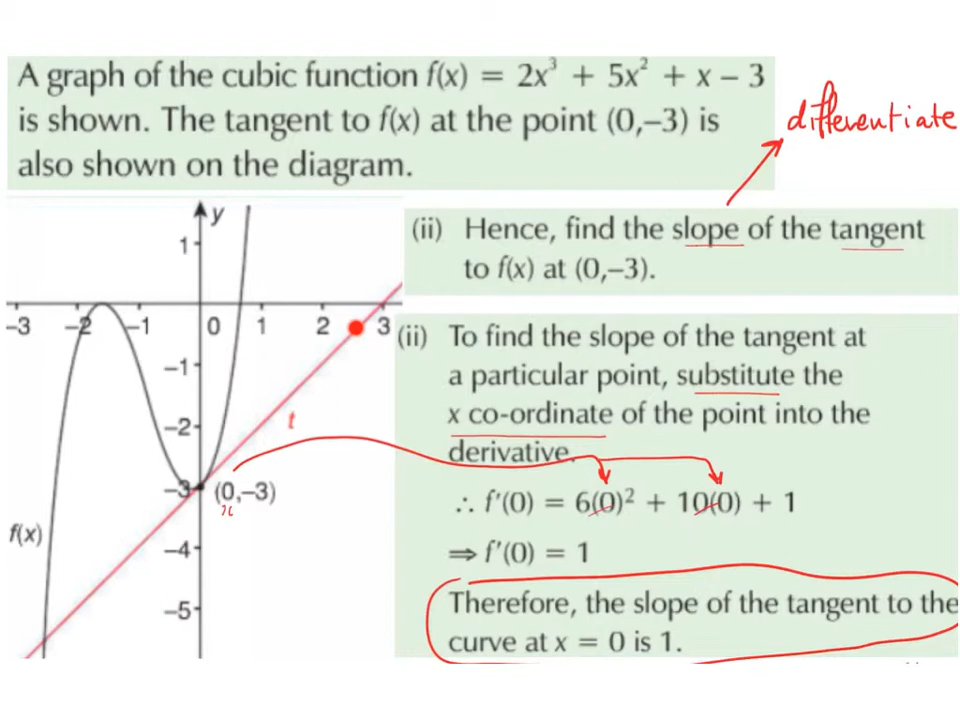 A graph of the cubic function f(x) = 2x³ + 5x² + x – 3
is shown. The tangent to f(x) at the point (0,–3) is
also shown on the diagram.
differentiate
(ii) Hence, find the slope of the tangent
to f(x) at (0,–3).
y
1
–3 –2 –1 0 1 2 3
–1
–2
–3
–4
–5
t
(0,–3)
x
f(x)
(ii) To find the slope of the tangent at
a particular point, substitute the
x co-ordinate of the point into the
derivative.
∴ f′(0) = 6(0)² + 10(0) + 1
⇒ f′(0) = 1
Therefore, the slope of the tangent to the
curve at x = 0 is 1.